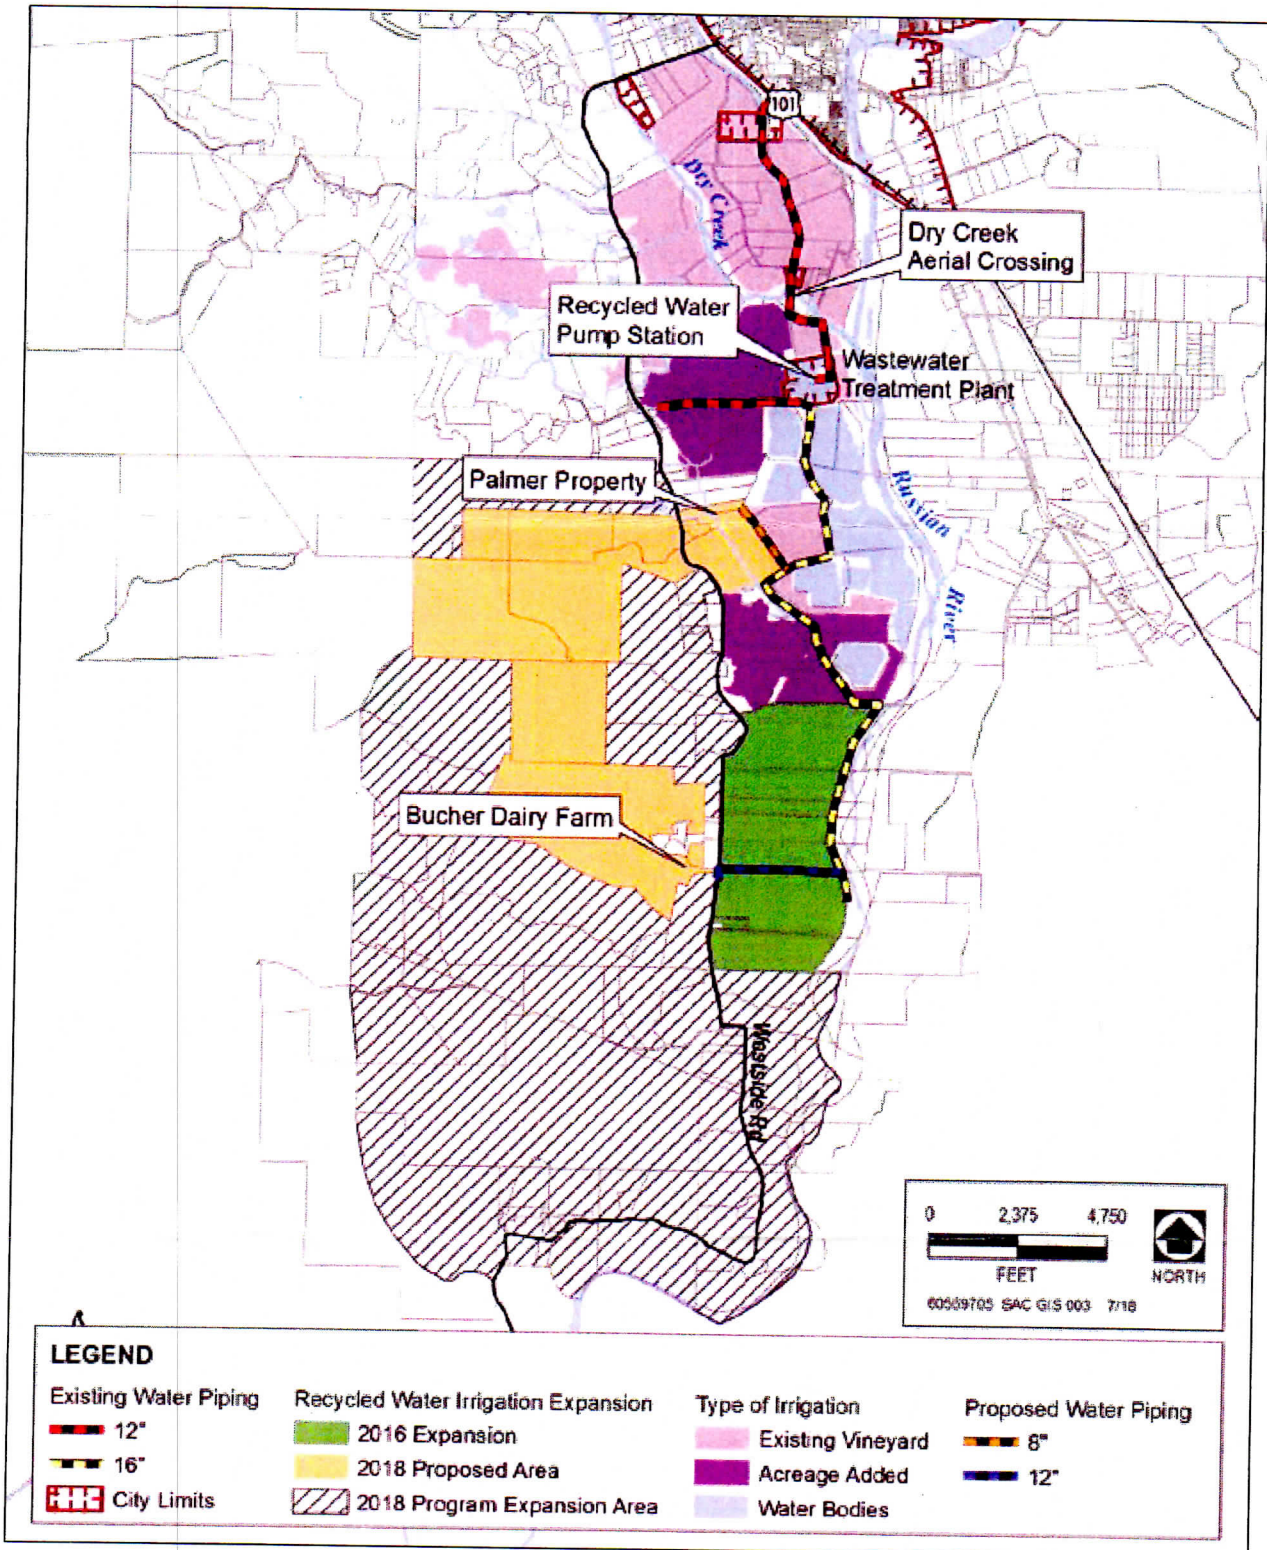 101
Dry Creek
Dry Creek
Aerial Crossing
Recycled Water
Pump Station
Wastewater
Treatment Plant
Palmer Property
Russian
River
Bucher Dairy Farm
Westside Rd
0 2,375 4,750
FEET
NORTH
60559705 SAC GIS 003 7/18
LEGEND
Existing Water Piping
12"
16"
City Limits
Recycled Water Irrigation Expansion
2016 Expansion
2018 Proposed Area
2018 Program Expansion Area
Type of Irrigation
Existing Vineyard
Acreage Added
Water Bodies
Proposed Water Piping
8"
12"